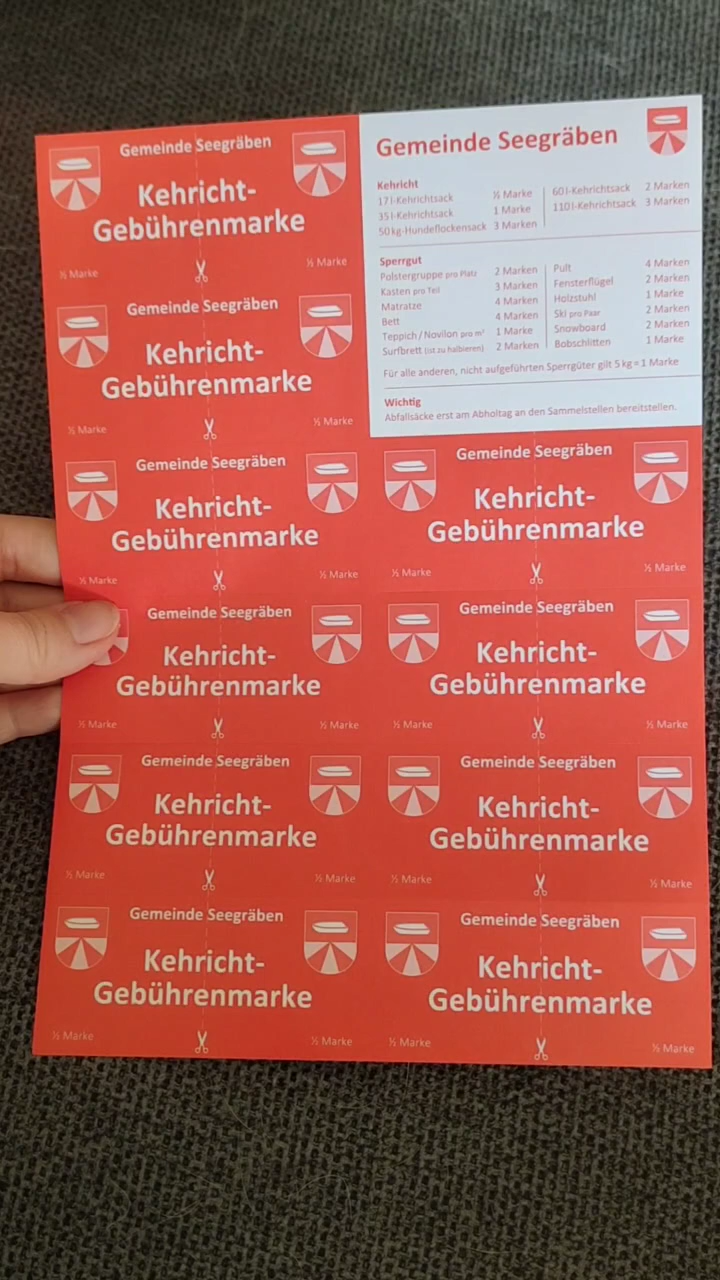 Gemeinde Seegräben
Kehricht-
Gebührenmarke
½ Marke
½ Marke
Gemeinde Seegräben
Kehricht-
Gebührenmarke
½ Marke
½ Marke
Gemeinde Seegräben
Kehricht-
Gebührenmarke
½ Marke
½ Marke
Gemeinde Seegräben
Kehricht-
Gebührenmarke
½ Marke
½ Marke
Gemeinde Seegräben
Kehricht-
Gebührenmarke
½ Marke
½ Marke
Gemeinde Seegräben
Kehricht-
Gebührenmarke
½ Marke
½ Marke
Gemeinde Seegräben
Kehricht
17 l-Kehrichtsack ½ Marke
35 l-Kehrichtsack 1 Marke
50 kg-Hundeflockensack 3 Marken
60 l-Kehrichtsack 2 Marken
110 l-Kehrichtsack 3 Marken
Sperrgut
Polstergruppe pro Platz 2 Marken
Kasten pro Teil 3 Marken
Matratze 4 Marken
Bett 4 Marken
Teppich / Novilon pro m² 1 Marke
Surfbrett (ist zu halbieren) 2 Marken
Pult 4 Marken
Fensterflügel 2 Marken
Holzstuhl 1 Marke
Ski pro Paar 2 Marken
Snowboard 2 Marken
Bobschlitten 1 Marke
Für alle anderen, nicht aufgeführten Sperrgüter gilt 5 kg = 1 Marke
Wichtig
Abfallsäcke erst am Abholtag an den Sammelstellen bereitstellen.
Gemeinde Seegräben
Kehricht-
Gebührenmarke
½ Marke
½ Marke
Gemeinde Seegräben
Kehricht-
Gebührenmarke
½ Marke
½ Marke
Gemeinde Seegräben
Kehricht-
Gebührenmarke
½ Marke
½ Marke
Gemeinde Seegräben
Kehricht-
Gebührenmarke
½ Marke
½ Marke